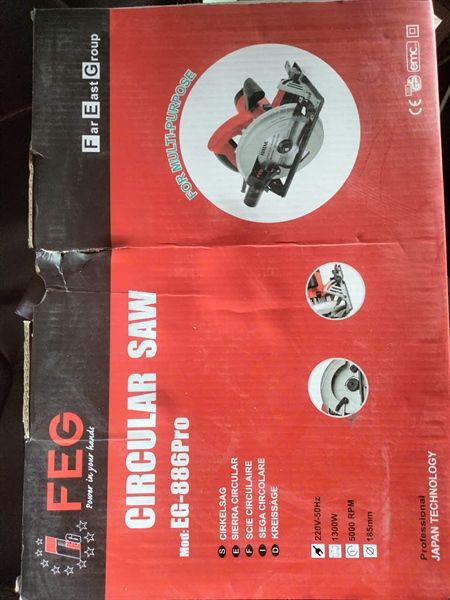 FEG
Power in your hands
Far East Group
CIRCULAR SAW
Mod: EG-886Pro
FOR MULTI-PURPOSE
S CIRKELSAG
E SIERRA CIRCULAR
F SCIE CIRCULAIRE
I SEGA CIRCOLARE
D KREISSAGE
220V-50Hz
1300W
5000 RPM
185mm
CE
emc
Professional
JAPAN TECHNOLOGY